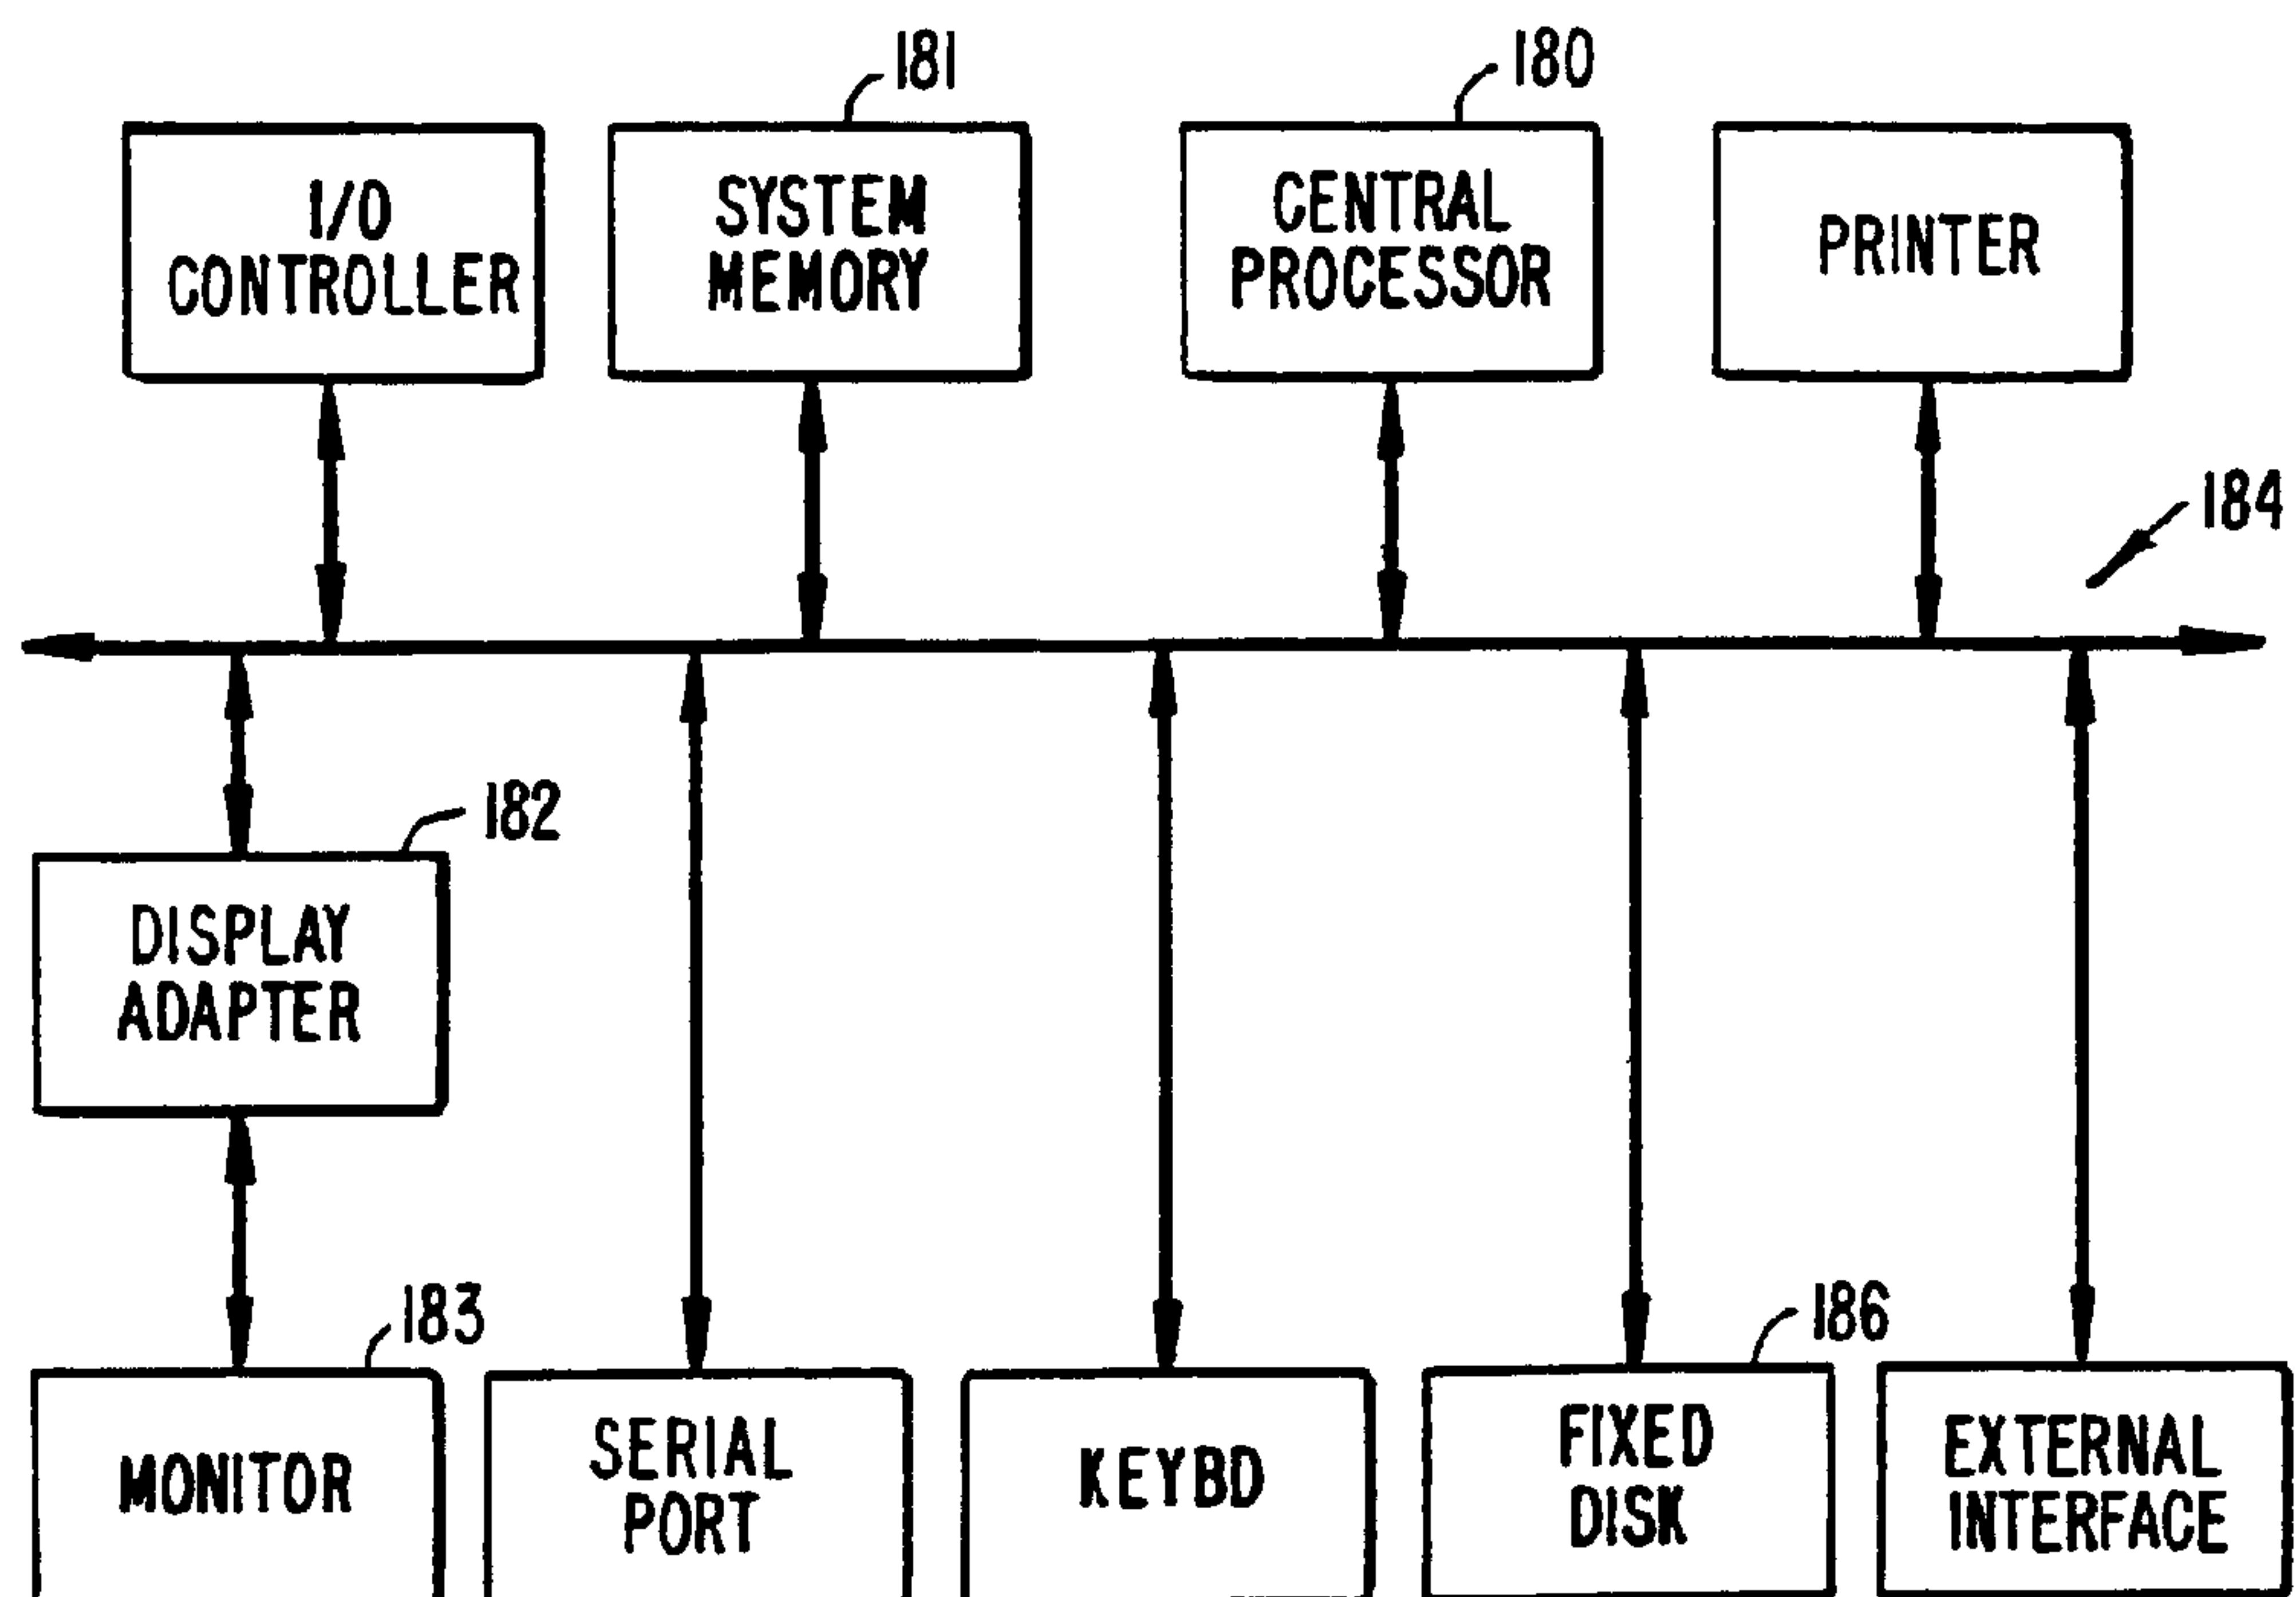 181
180
I/O
CONTROLLER
SYSTEM
MEMORY
CENTRAL
PROCESSOR
PRINTER
184
182
DISPLAY
ADAPTER
183
186
MONITOR
SERIAL
PORT
KEYBD
FIXED
DISK
EXTERNAL
INTERFACE